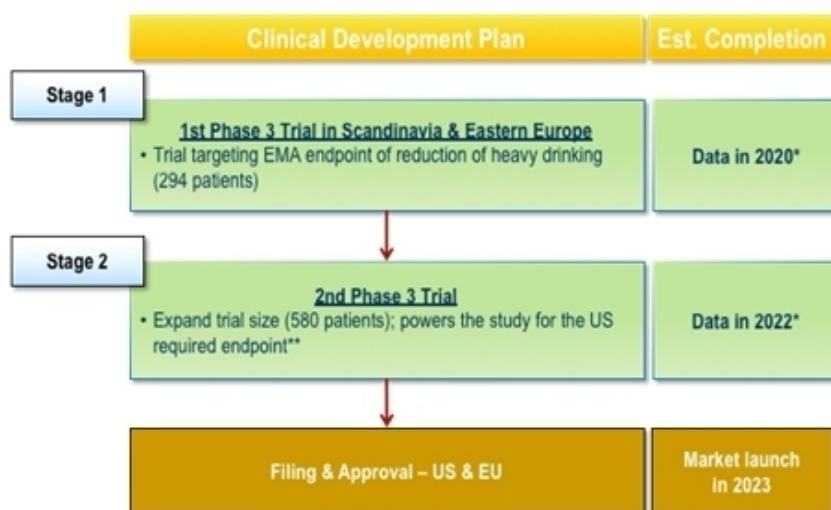 Clinical Development Plan
Est. Completion
Stage 1
1st Phase 3 Trial in Scandinavia & Eastern Europe
• Trial targeting EMA endpoint of reduction of heavy drinking
(294 patients)
Data in 2020*
Stage 2
2nd Phase 3 Trial
• Expand trial size (580 patients); powers the study for the US
required endpoint**
Data in 2022*
Filing & Approval – US & EU
Market launch
in 2023